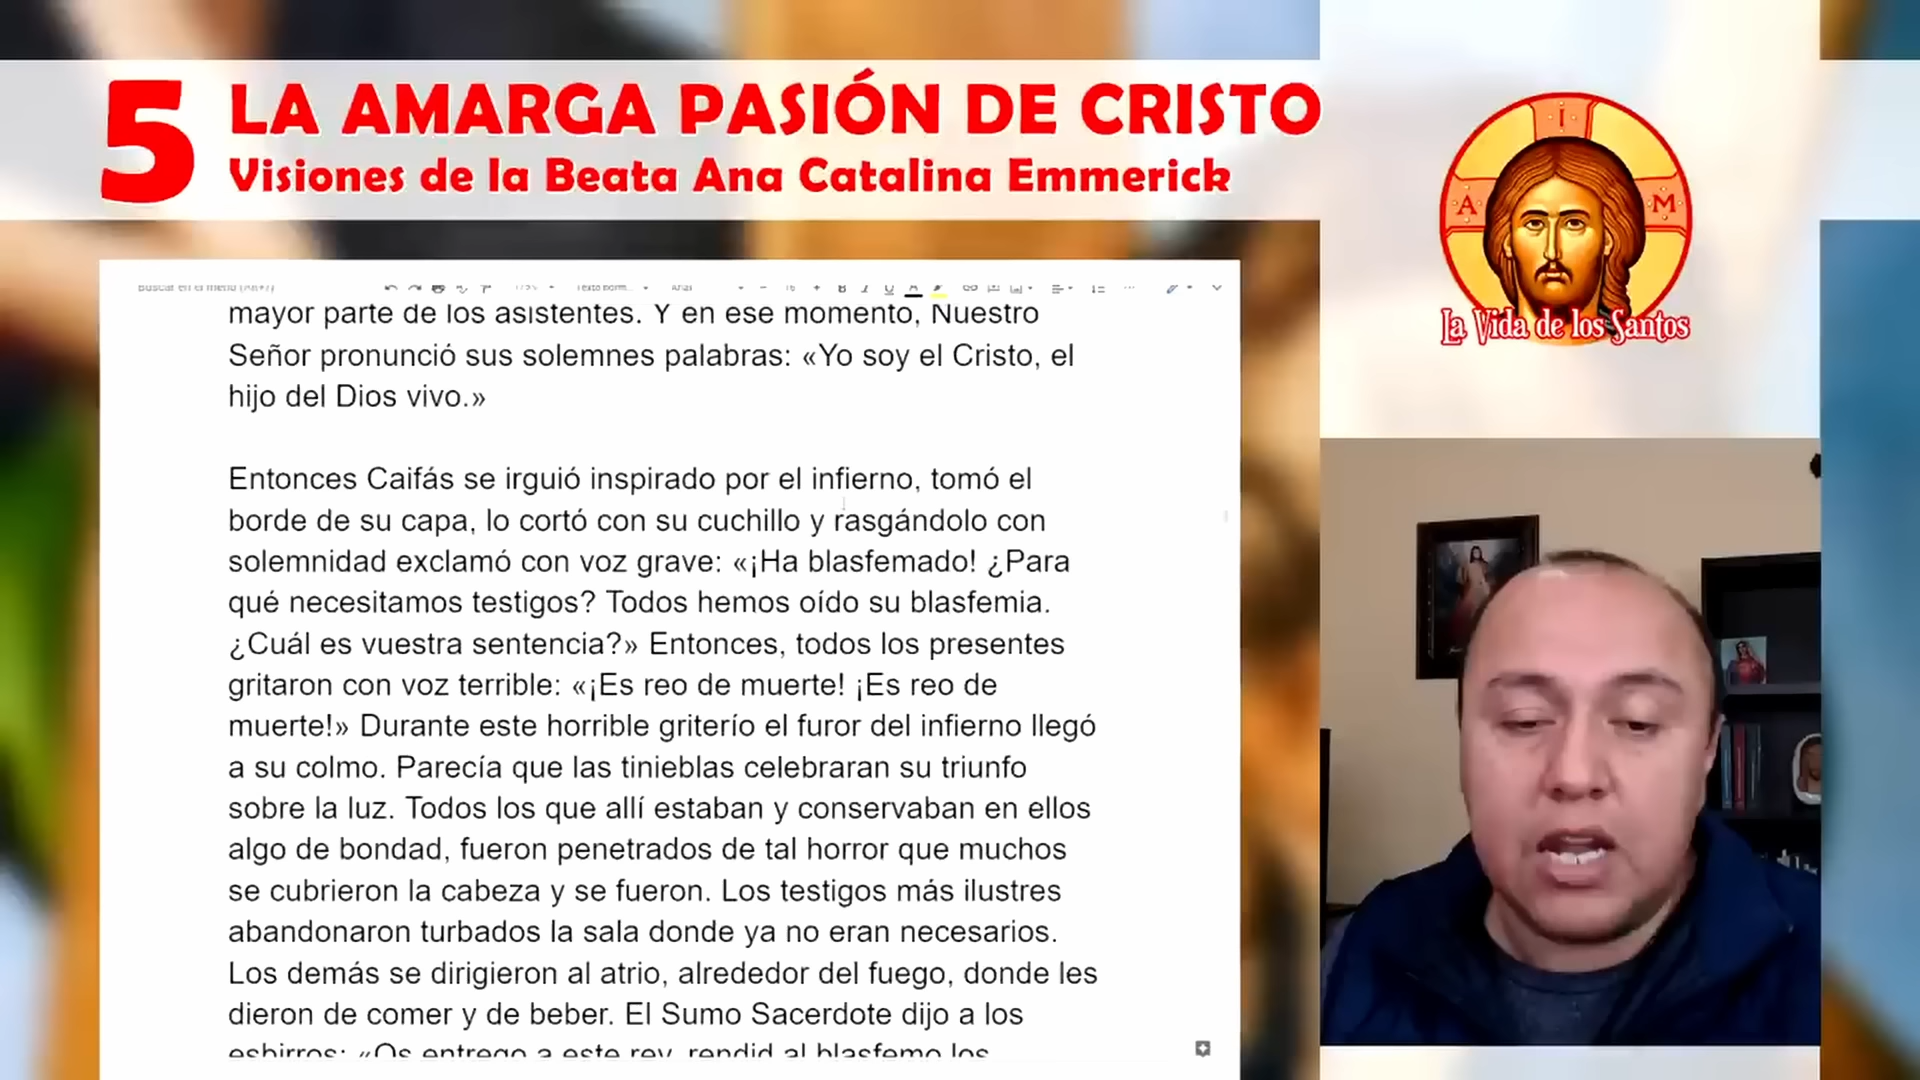 5
LA AMARGA PASIÓN DE CRISTO
Visiones de la Beata Ana Catalina Emmerick
I
A
M
La Vida de los Santos
mayor parte de los asistentes. Y en ese momento, Nuestro
Señor pronunció sus solemnes palabras: «Yo soy el Cristo, el
hijo del Dios vivo.»
Entonces Caifás se irguió inspirado por el infierno, tomó el
borde de su capa, lo cortó con su cuchillo y rasgándolo con
solemnidad exclamó con voz grave: «¡Ha blasfemado! ¿Para
qué necesitamos testigos? Todos hemos oído su blasfemia.
¿Cuál es vuestra sentencia?» Entonces, todos los presentes
gritaron con voz terrible: «¡Es reo de muerte! ¡Es reo de
muerte!» Durante este horrible griterío el furor del infierno llegó
a su colmo. Parecía que las tinieblas celebraran su triunfo
sobre la luz. Todos los que allí estaban y conservaban en ellos
algo de bondad, fueron penetrados de tal horror que muchos
se cubrieron la cabeza y se fueron. Los testigos más ilustres
abandonaron turbados la sala donde ya no eran necesarios.
Los demás se dirigieron al atrio, alrededor del fuego, donde les
dieron de comer y de beber. El Sumo Sacerdote dijo a los
esbirros: «Os entrego a este rey, rendid al blasfemo los